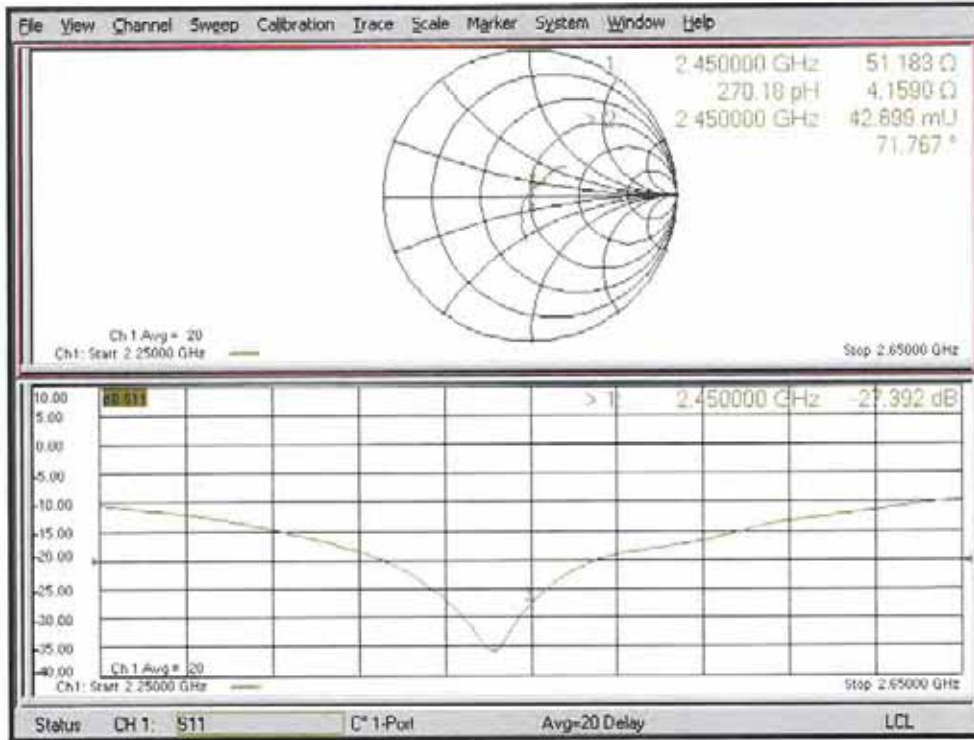 File View Channel Sweep Calibration Trace Scale Marker System Window Help
1 2.450000 GHz 51.183 Ω
270.18 pH 4.1590 Ω
> 2 2.450000 GHz 42.699 mU
71.767 °
Ch 1 Avg = 20
Ch1: Start 2.25000 GHz
Stop 2.65000 GHz
10.00
dB S11
> 1 2.450000 GHz -27.392 dB
5.00
0.00
-5.00
-10.00
-15.00
-20.00
-25.00
-30.00
-35.00
-40.00
Ch 1 Avg = 20
Ch1: Start 2.25000 GHz
Stop 2.65000 GHz
Status CH 1: S11 C* 1-Port Avg=20 Delay LCL